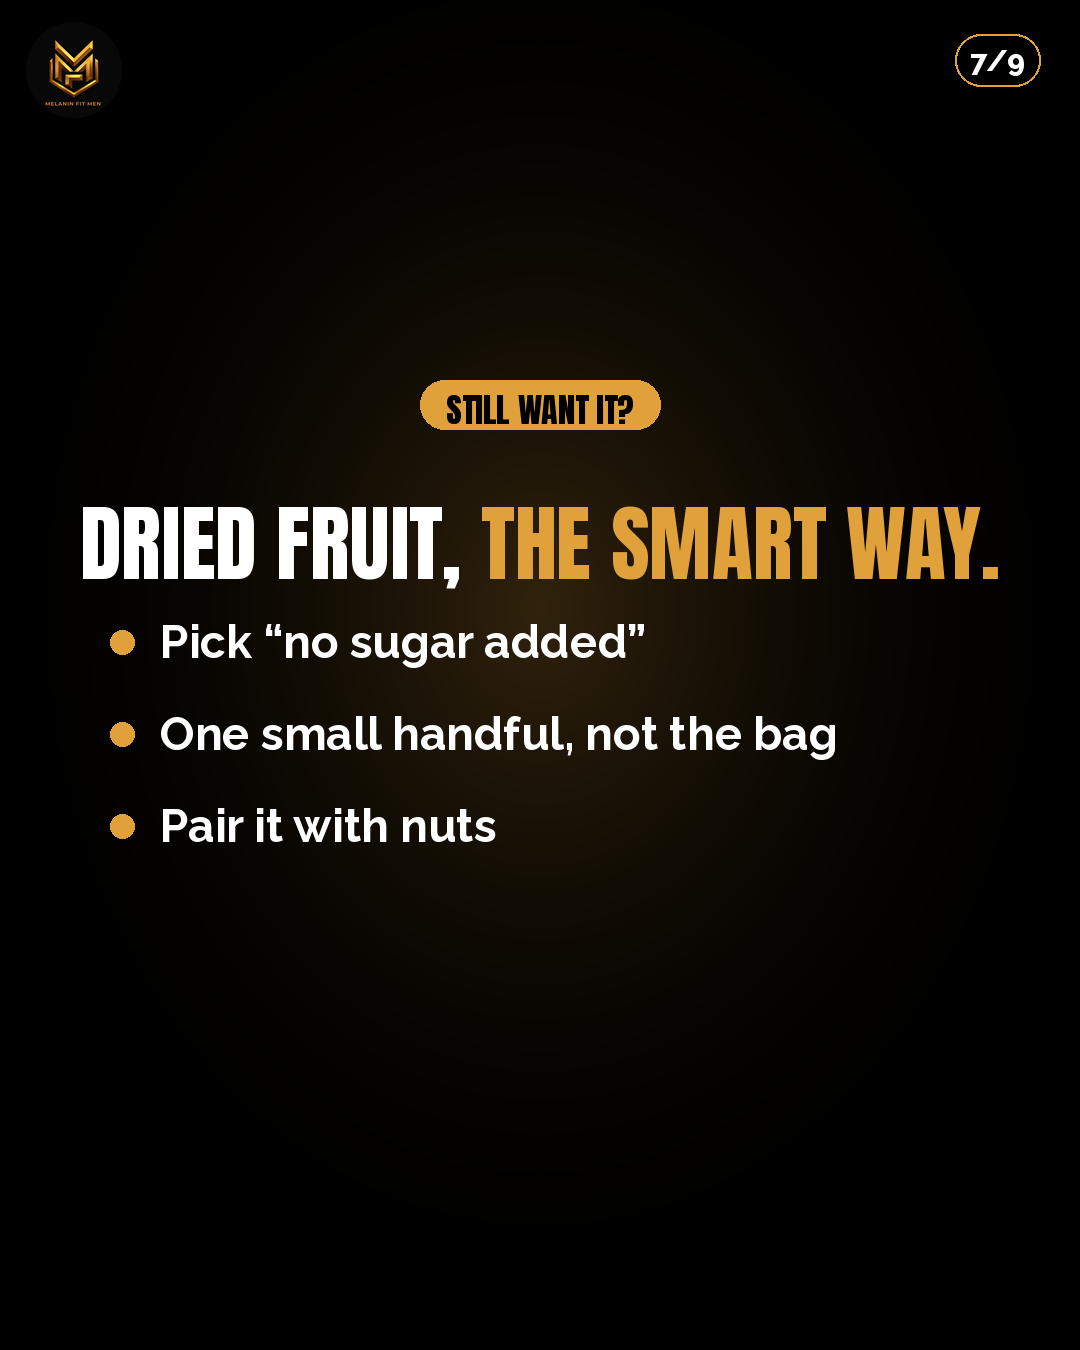 MELANIN FIT MEN
7/9
STILL WANT IT?
DRIED FRUIT, THE SMART WAY.
Pick “no sugar added”
One small handful, not the bag
Pair it with nuts